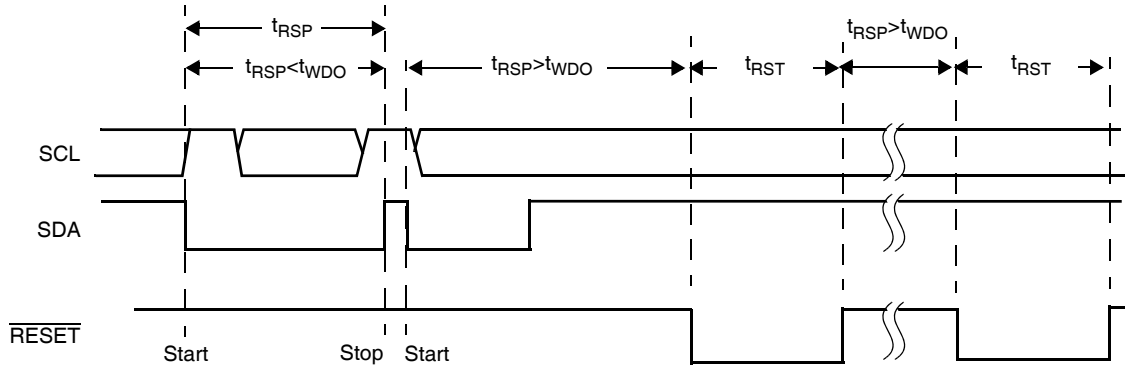 tRSP
tRSP<tWDO
tRSP>tWDO
tRST
tRSP>tWDO
tRST
SCL
SDA
RESET
Start
Stop
Start